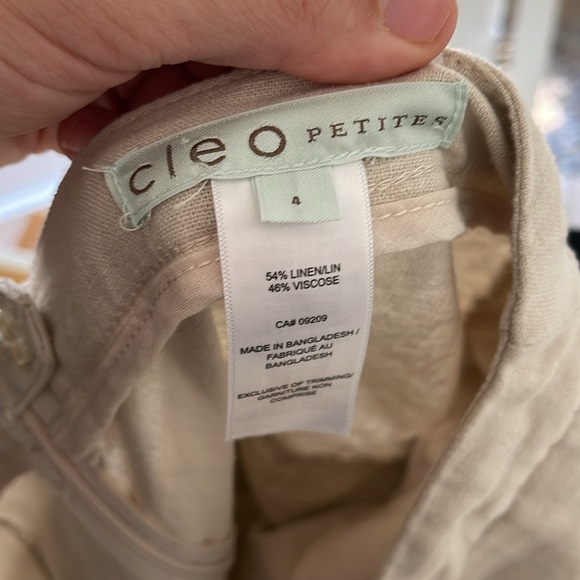 cleo PETITES
4
54% LINEN/LIN
46% VISCOSE
CA# 09209
MADE IN BANGLADESH /
FABRIQUÉ AU
BANGLADESH
EXCLUSIVE OF TRIMMING/
GARNITURE NON
COMPRISE